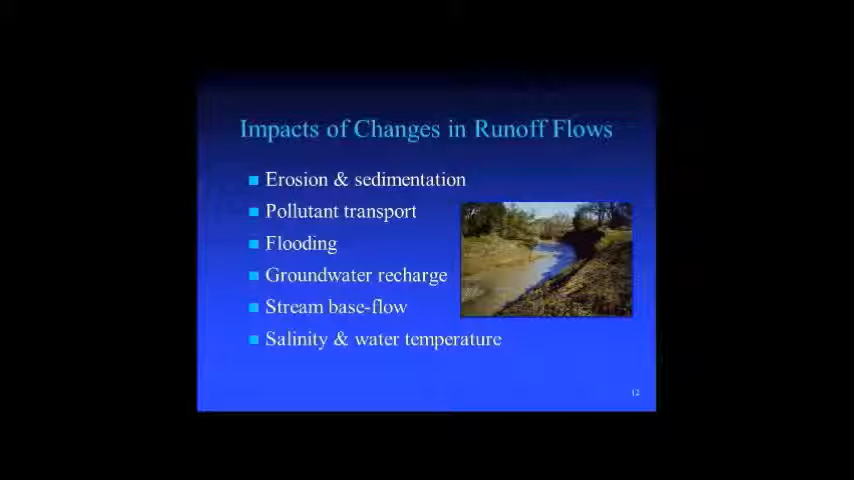 Impacts of Changes in Runoff Flows
Erosion & sedimentation
Pollutant transport
Flooding
Groundwater recharge
Stream base-flow
Salinity & water temperature
12